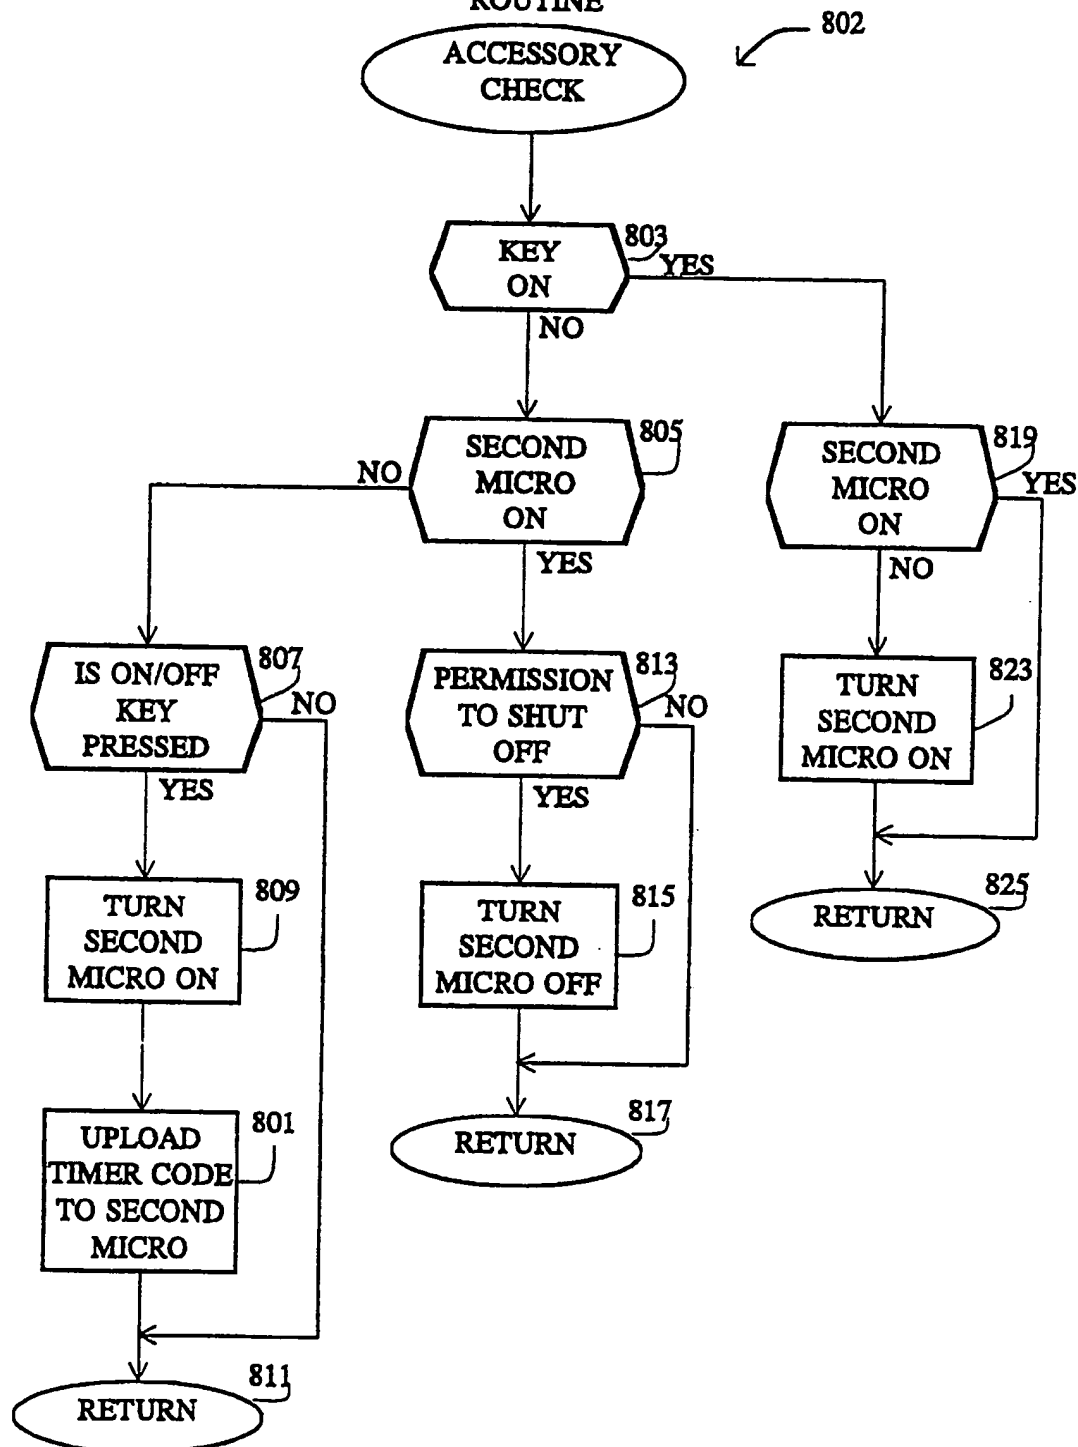 ROUTINE
802
ACCESSORY
CHECK
803
KEY
ON
YES
NO
805
SECOND
MICRO
ON
NO
YES
819
SECOND
MICRO
ON
YES
NO
807
IS ON/OFF
KEY
PRESSED
NO
YES
813
PERMISSION
TO SHUT
OFF
NO
YES
823
TURN
SECOND
MICRO ON
809
TURN
SECOND
MICRO ON
815
TURN
SECOND
MICRO OFF
825
RETURN
801
UPLOAD
TIMER CODE
TO SECOND
MICRO
817
RETURN
811
RETURN